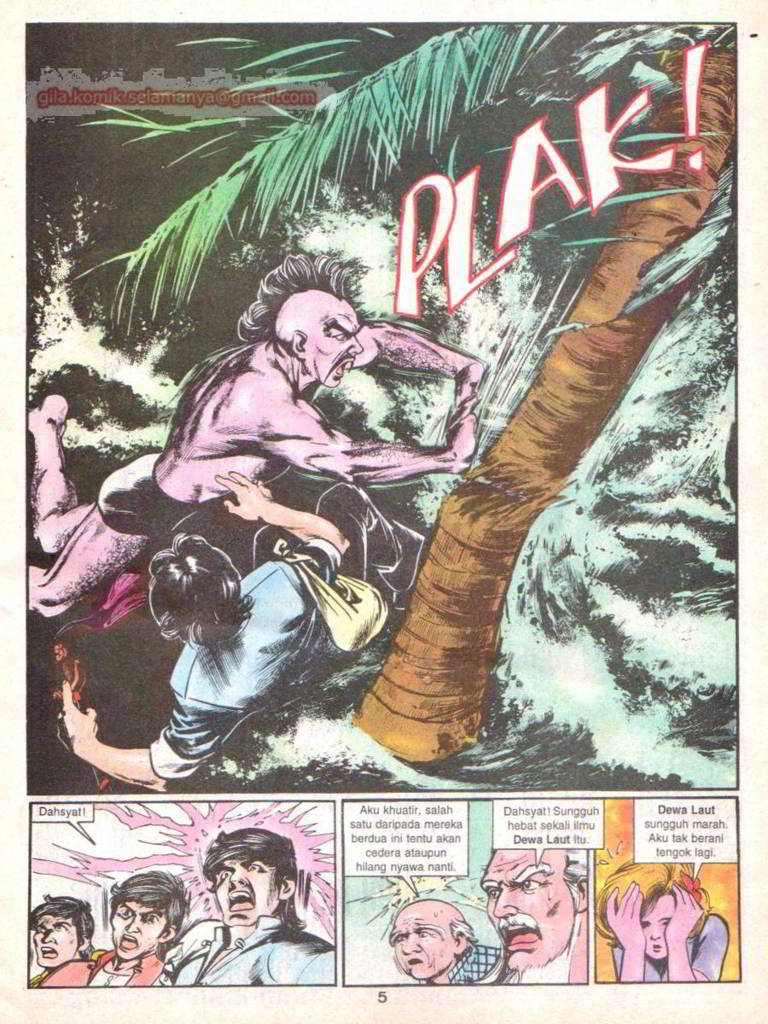 gila.komik.selamanya@gmail.com
PLAK!
Dahsyat!
Aku khuatir, salah
satu daripada mereka
berdua ini tentu akan
cedera ataupun
hilang nyawa nanti.
Dahsyat! Sungguh
hebat sekali ilmu
Dewa Laut itu.
Dewa Laut
sungguh marah.
Aku tak berani
tengok lagi.
5